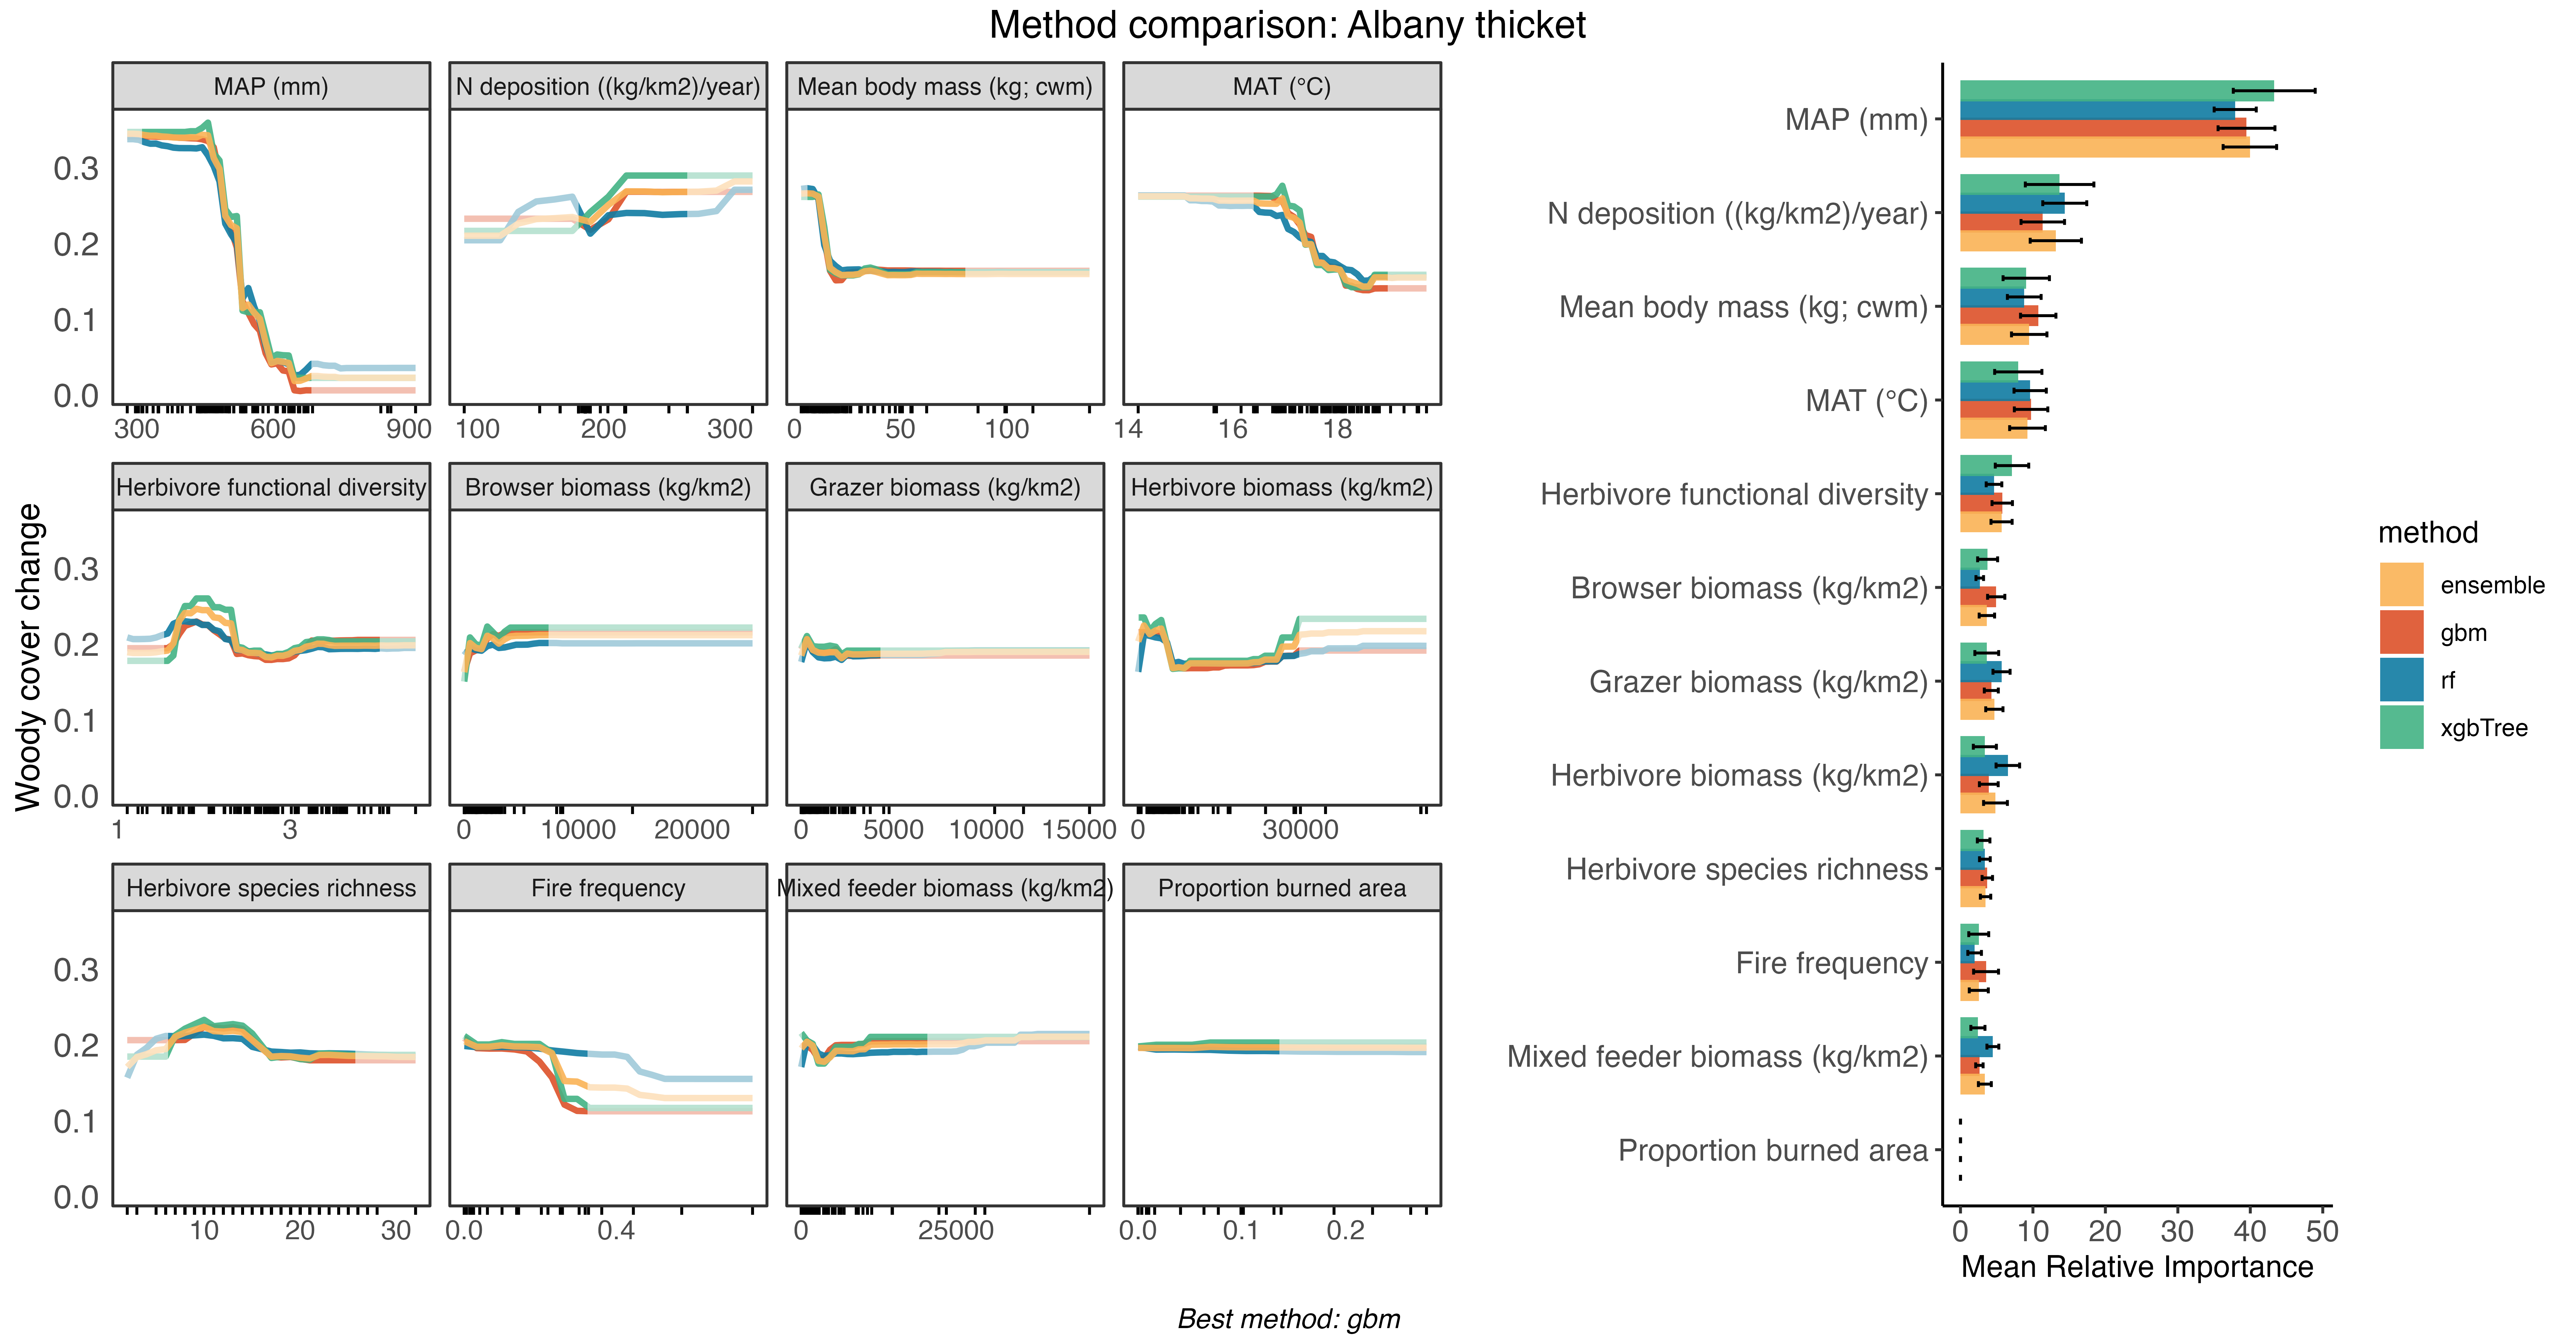 Method comparison: Albany thicket
MAP (mm)
N deposition ((kg/km2)/year)
Mean body mass (kg; cwm)
MAT (°C)
0.3
0.2
0.1
0.0
300 600 900
100 200 300
0 50 100
14 16 18
Woody cover change
Herbivore functional diversity
Browser biomass (kg/km2)
Grazer biomass (kg/km2)
Herbivore biomass (kg/km2)
0.3
0.2
0.1
0.0
1 3
0 10000 20000
0 5000 10000 15000
0 30000
Herbivore species richness
Fire frequency
Mixed feeder biomass (kg/km2)
Proportion burned area
0.3
0.2
0.1
0.0
10 20 30
0.0 0.4
0 25000
0.0 0.1 0.2
MAP (mm)
N deposition ((kg/km2)/year)
Mean body mass (kg; cwm)
MAT (°C)
Herbivore functional diversity
Browser biomass (kg/km2)
Grazer biomass (kg/km2)
Herbivore biomass (kg/km2)
Herbivore species richness
Fire frequency
Mixed feeder biomass (kg/km2)
Proportion burned area
0 10 20 30 40 50
Mean Relative Importance
method
ensemble
gbm
rf
xgbTree
Best method: gbm